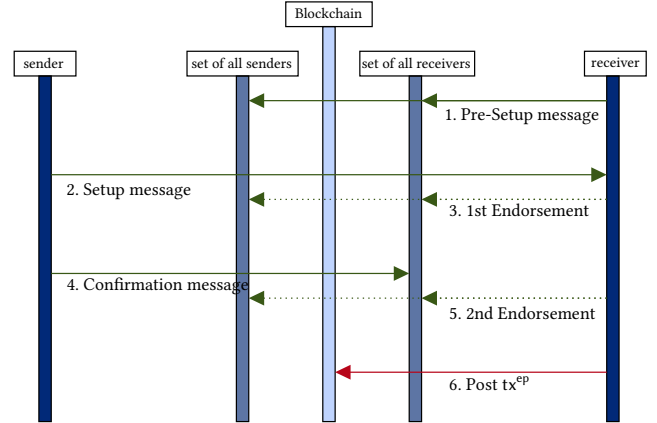 Blockchain
sender
set of all senders
set of all receivers
receiver
1. Pre-Setup message
2. Setup message
3. 1st Endorsement
4. Confirmation message
5. 2nd Endorsement
6. Post tx^ep